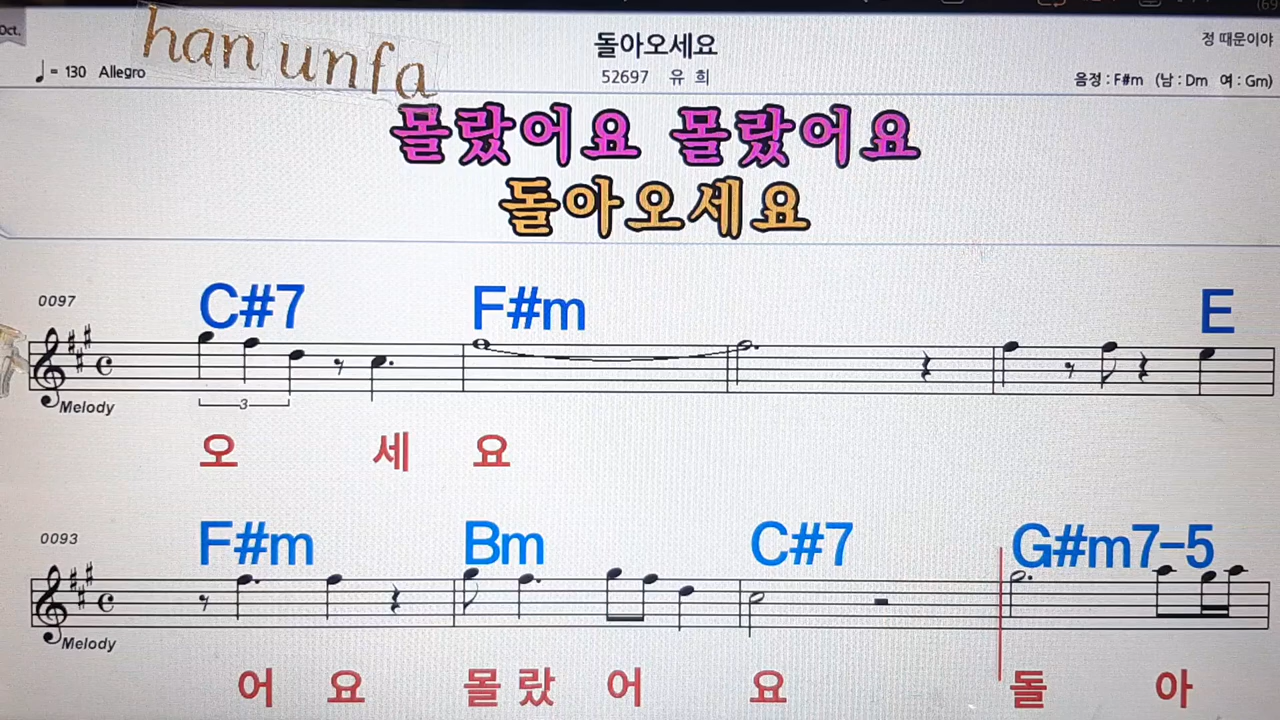 Oct.
han unfa
돌아오세요
정 때문이야
♩= 130 Allegro
52697 유 희
음정 : F#m (남 : Dm 여 : Gm)
몰랐어요 몰랐어요
돌아오세요
0097
C#7 F#m E
Melody
3
오 세 요
0093
F#m Bm C#7 G#m7-5
Melody
어 요 몰 랐 어 요 돌 아